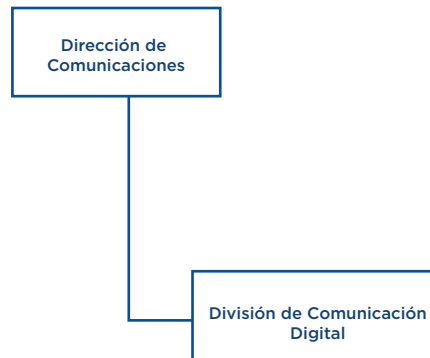 Dirección de
Comunicaciones
División de Comunicación
Digital